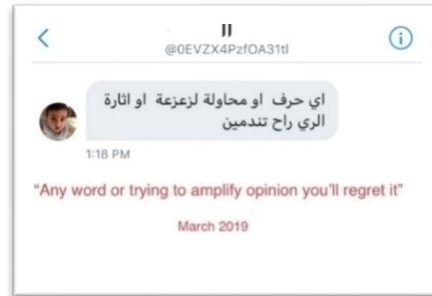 اا
@0EVZX4PzfOA31tl
اي حرف او محاولة لزعزعة او اثارة
الري راح تندمين
1:18 PM
“Any word or trying to amplify opinion you’ll regret it”
March 2019